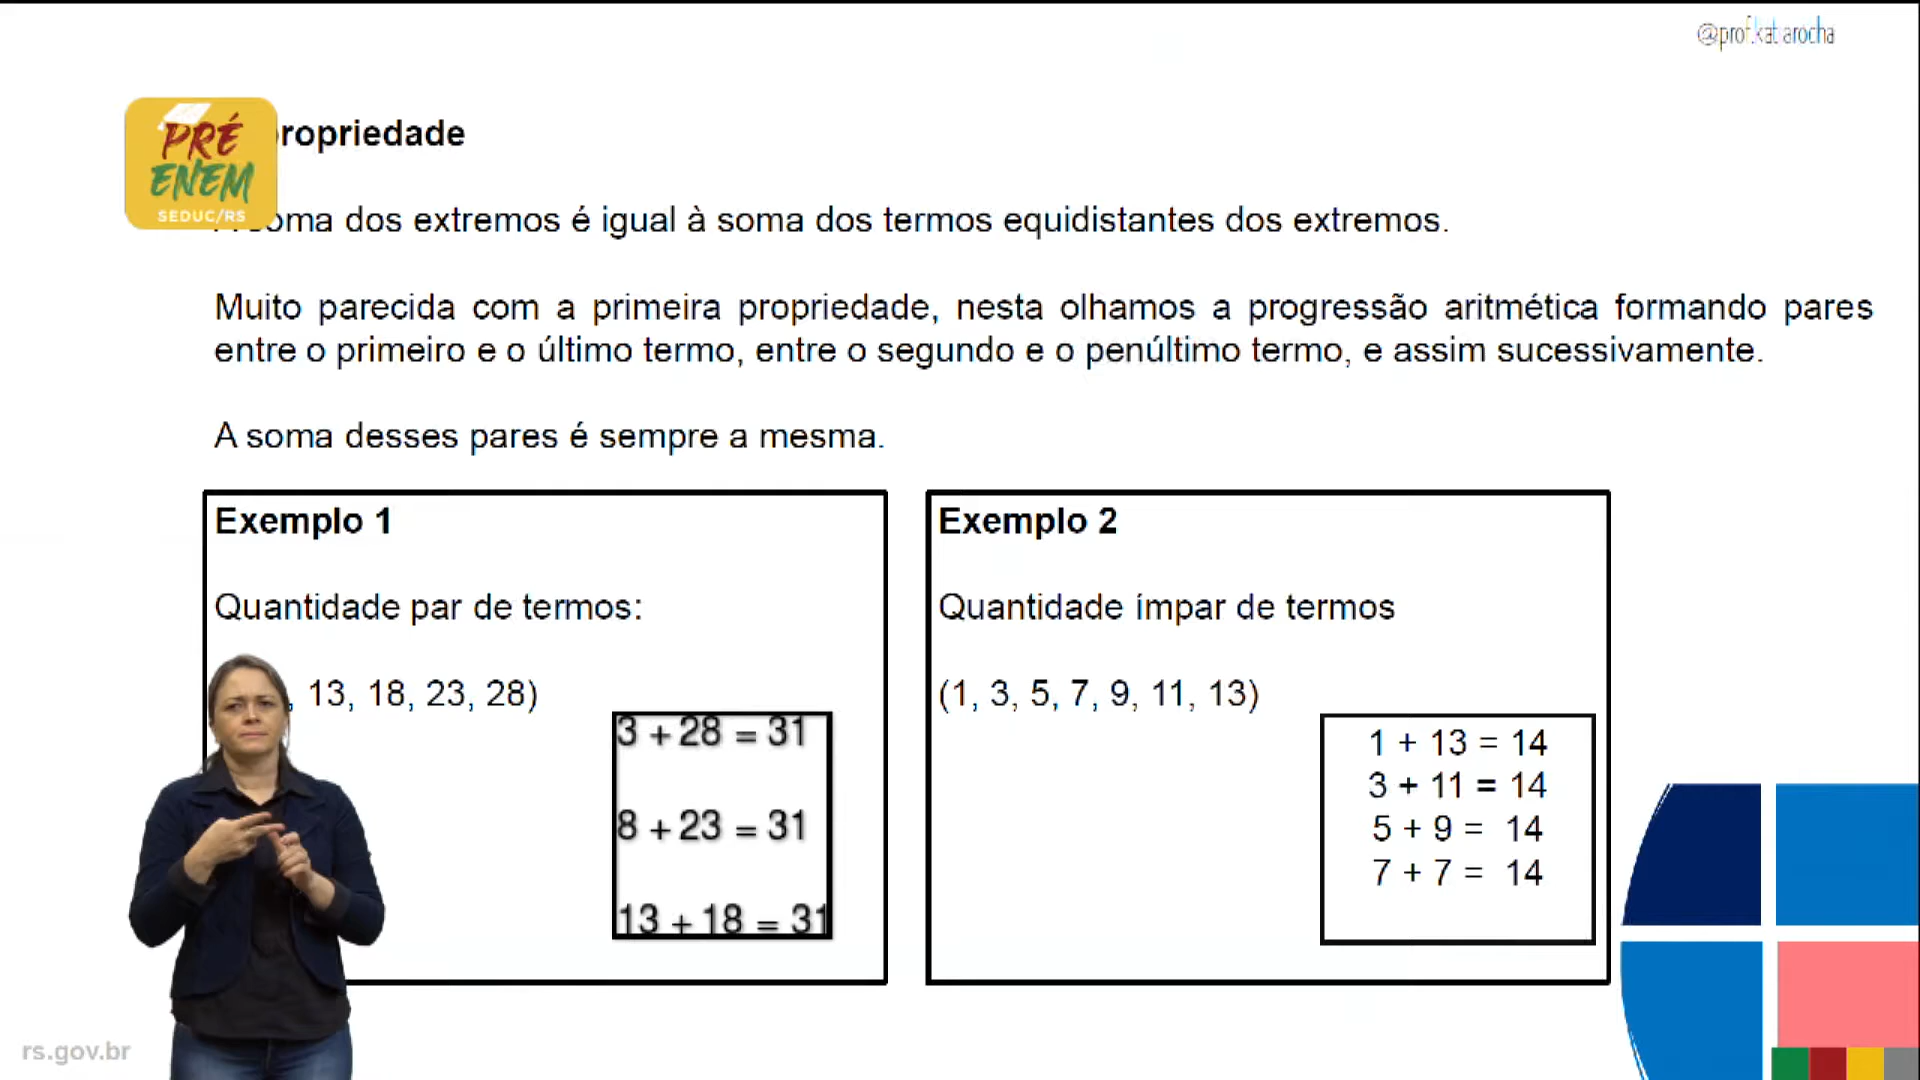 @prof.katiarocha
PRÉ
ENEM
SEDUC/RS
propriedade
soma dos extremos é igual à soma dos termos equidistantes dos extremos.
Muito parecida com a primeira propriedade, nesta olhamos a progressão aritmética formando pares
entre o primeiro e o último termo, entre o segundo e o penúltimo termo, e assim sucessivamente.
A soma desses pares é sempre a mesma.
Exemplo 1
Quantidade par de termos:
, 13, 18, 23, 28)
3 + 28 = 31
8 + 23 = 31
13 + 18 = 31
Exemplo 2
Quantidade ímpar de termos
(1, 3, 5, 7, 9, 11, 13)
1 + 13 = 14
3 + 11 = 14
5 + 9 = 14
7 + 7 = 14
rs.gov.br